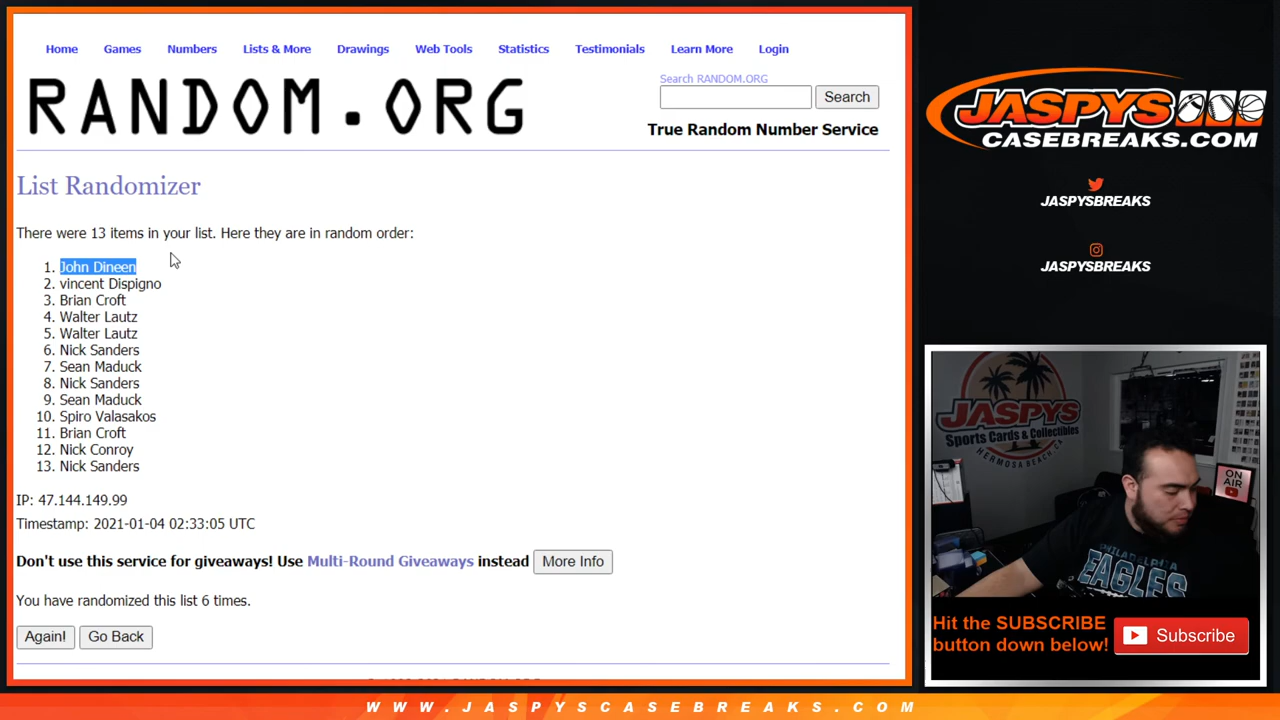 Home Games Numbers Lists & More Drawings Web Tools Statistics Testimonials Learn More Login
RANDOM.ORG
Search RANDOM.ORG
Search
True Random Number Service
List Randomizer
There were 13 items in your list. Here they are in random order:
1. John Dineen
2. vincent Dispigno
3. Brian Croft
4. Walter Lautz
5. Walter Lautz
6. Nick Sanders
7. Sean Maduck
8. Nick Sanders
9. Sean Maduck
10. Spiro Valasakos
11. Brian Croft
12. Nick Conroy
13. Nick Sanders
IP: 47.144.149.99
Timestamp: 2021-01-04 02:33:05 UTC
Don't use this service for giveaways! Use Multi-Round Giveaways instead More Info
You have randomized this list 6 times.
Again! Go Back
JASPYS
CASEBREAKS.COM
JASPYSBREAKS
JASPYSBREAKS
JASPYS
Sports Cards & Collectibles
HERMOSA BEACH, CA
ON
AIR
PHILADELPHIA
EAGLES
Hit the SUBSCRIBE
button down below!
Subscribe
WWW.JASPYSCASEBREAKS.COM